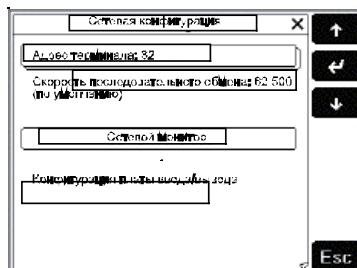 Сетевая конфигурация
Адрес терминала: 32
Скорость последовательного обмена: 62 500
(по умолчанию)
Сетевой монитор
Конфигурация платы ввода/вывода
Esc